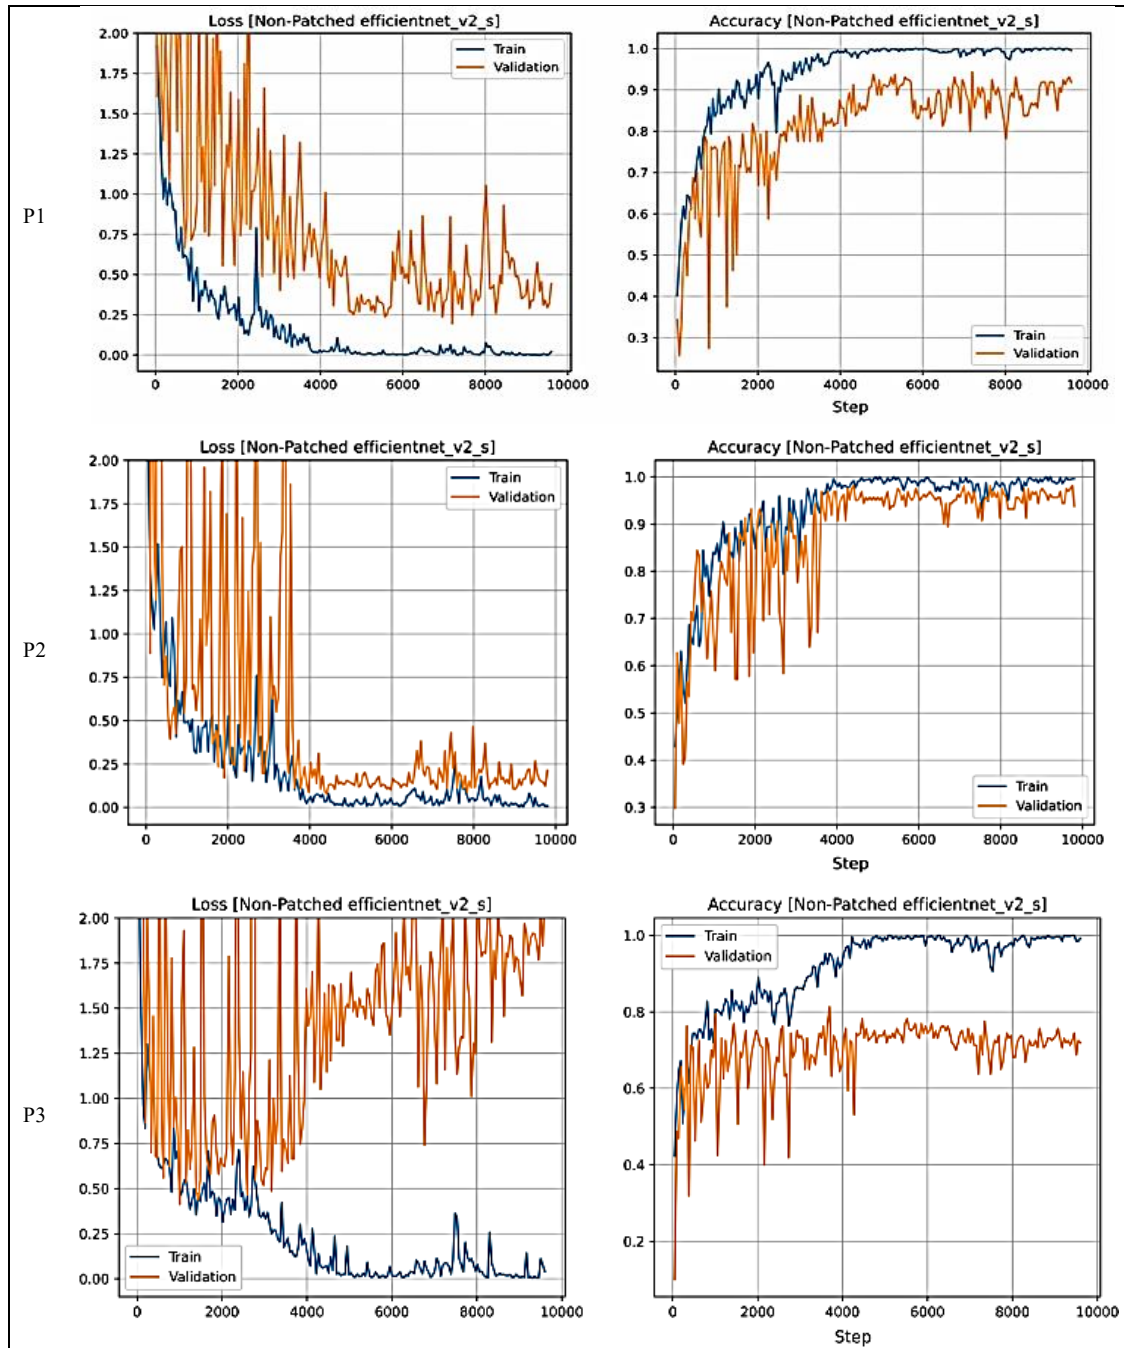 P1
Loss [Non-Patched efficientnet_v2_s]
2.00
1.75
1.50
1.25
1.00
0.75
0.50
0.25
0.00
0 2000 4000 6000 8000 10000
Train
Validation
Accuracy [Non-Patched efficientnet_v2_s]
1.0
0.9
0.8
0.7
0.6
0.5
0.4
0.3
0 2000 4000 6000 8000 10000
Step
Train
Validation
P2
Loss [Non-Patched efficientnet_v2_s]
2.00
1.75
1.50
1.25
1.00
0.75
0.50
0.25
0.00
0 2000 4000 6000 8000 10000
Train
Validation
Accuracy [Non-Patched efficientnet_v2_s]
1.0
0.9
0.8
0.7
0.6
0.5
0.4
0.3
0 2000 4000 6000 8000 10000
Step
Train
Validation
P3
Loss [Non-Patched efficientnet_v2_s]
2.00
1.75
1.50
1.25
1.00
0.75
0.50
0.25
0.00
0 2000 4000 6000 8000 10000
Train
Validation
Accuracy [Non-Patched efficientnet_v2_s]
1.0
0.8
0.6
0.4
0.2
0 2000 4000 6000 8000 10000
Step
Train
Validation